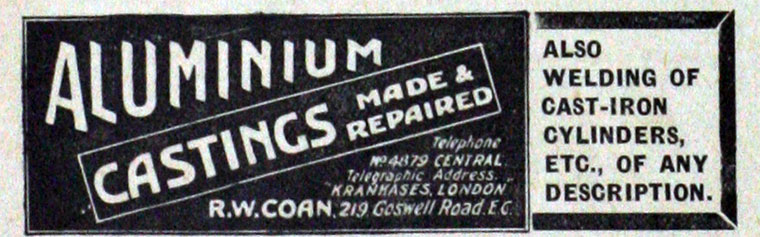 ALUMINIUM
CASTINGS MADE &
REPAIRED
Telephone
No 4879 CENTRAL.
Telegraphic Address.
"KRANKASES, LONDON"
R.W. COAN, 219, Goswell Road, E.C.
ALSO
WELDING OF
CAST-IRON
CYLINDERS,
ETC., OF ANY
DESCRIPTION.